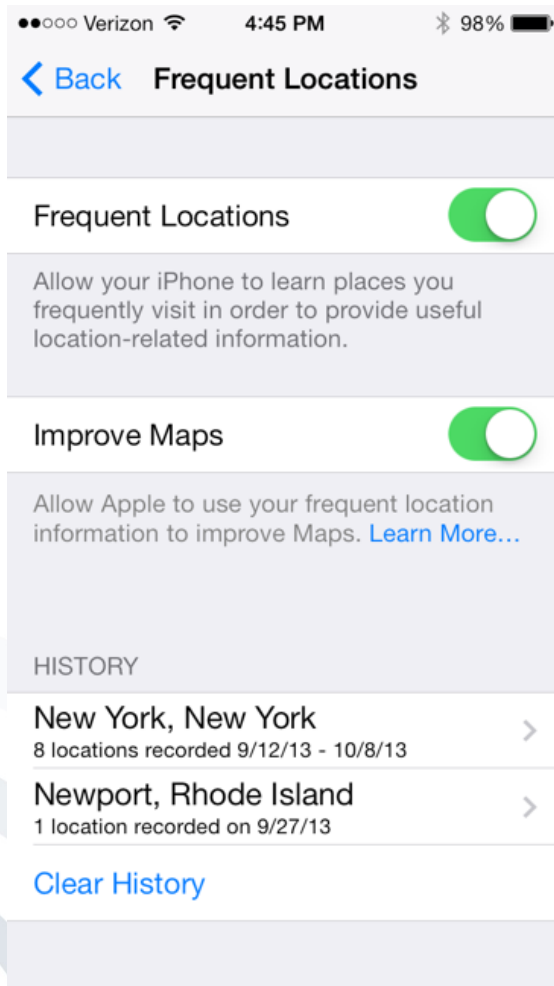 Verizon 4:45 PM 98%
Back Frequent Locations
Frequent Locations
Allow your iPhone to learn places you
frequently visit in order to provide useful
location-related information.
Improve Maps
Allow Apple to use your frequent location
information to improve Maps. Learn More...
HISTORY
New York, New York
8 locations recorded 9/12/13 - 10/8/13
Newport, Rhode Island
1 location recorded on 9/27/13
Clear History